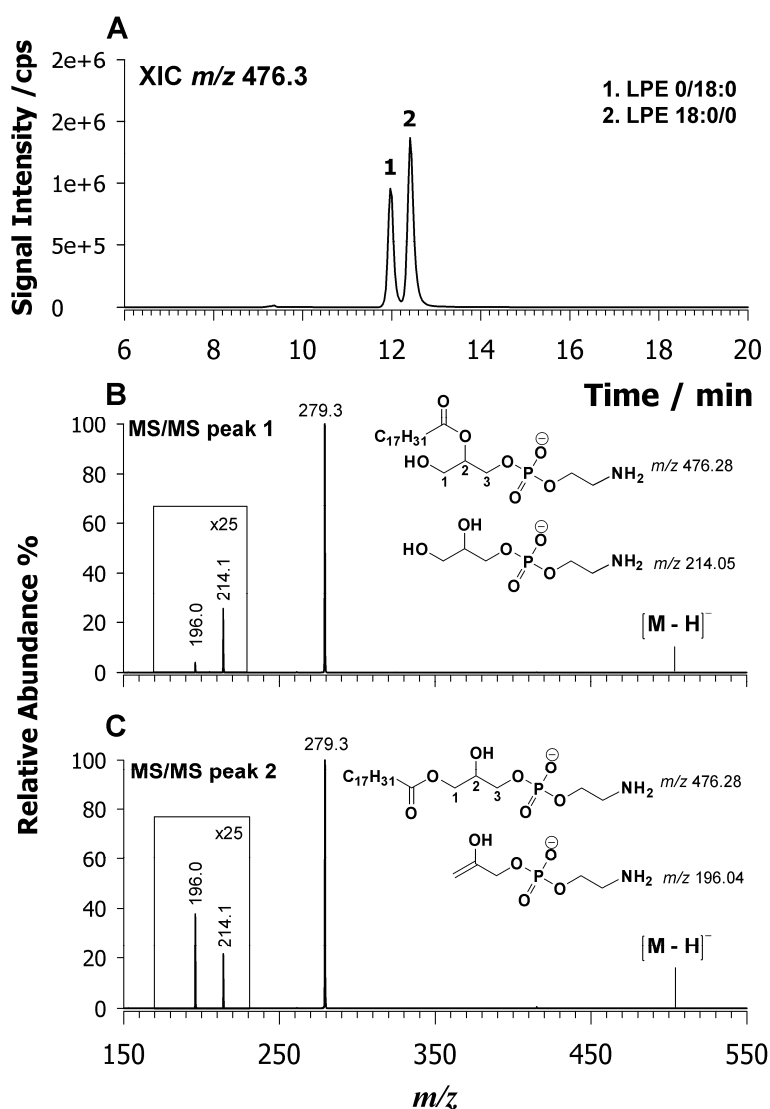 A
XIC m/z 476.3
1. LPE 0/18:0
2. LPE 18:0/0
Signal Intensity /cps
2e+6
2e+6
1e+6
5e+5
0
1
2
6 8 10 12 14 16 18 20
Time / min
B
MS/MS peak 1
279.3
100
80
60
40
20
0
x25
196.0
214.1
O
C17H31
O
HO
1
2
3
O
P
O
O
O
NH2
m/z 476.28
OH
HO
O
P
O
O
O
NH2
m/z 214.05
[M - H]−
Relative Abundance %
C
MS/MS peak 2
279.3
100
80
60
40
20
0
x25
196.0
214.1
C17H31
O
O
OH
1
2
3
O
P
O
O
O
NH2
m/z 476.28
OH
O
P
O
O
O
NH2
m/z 196.04
[M - H]−
150 250 350 450 550
m/z